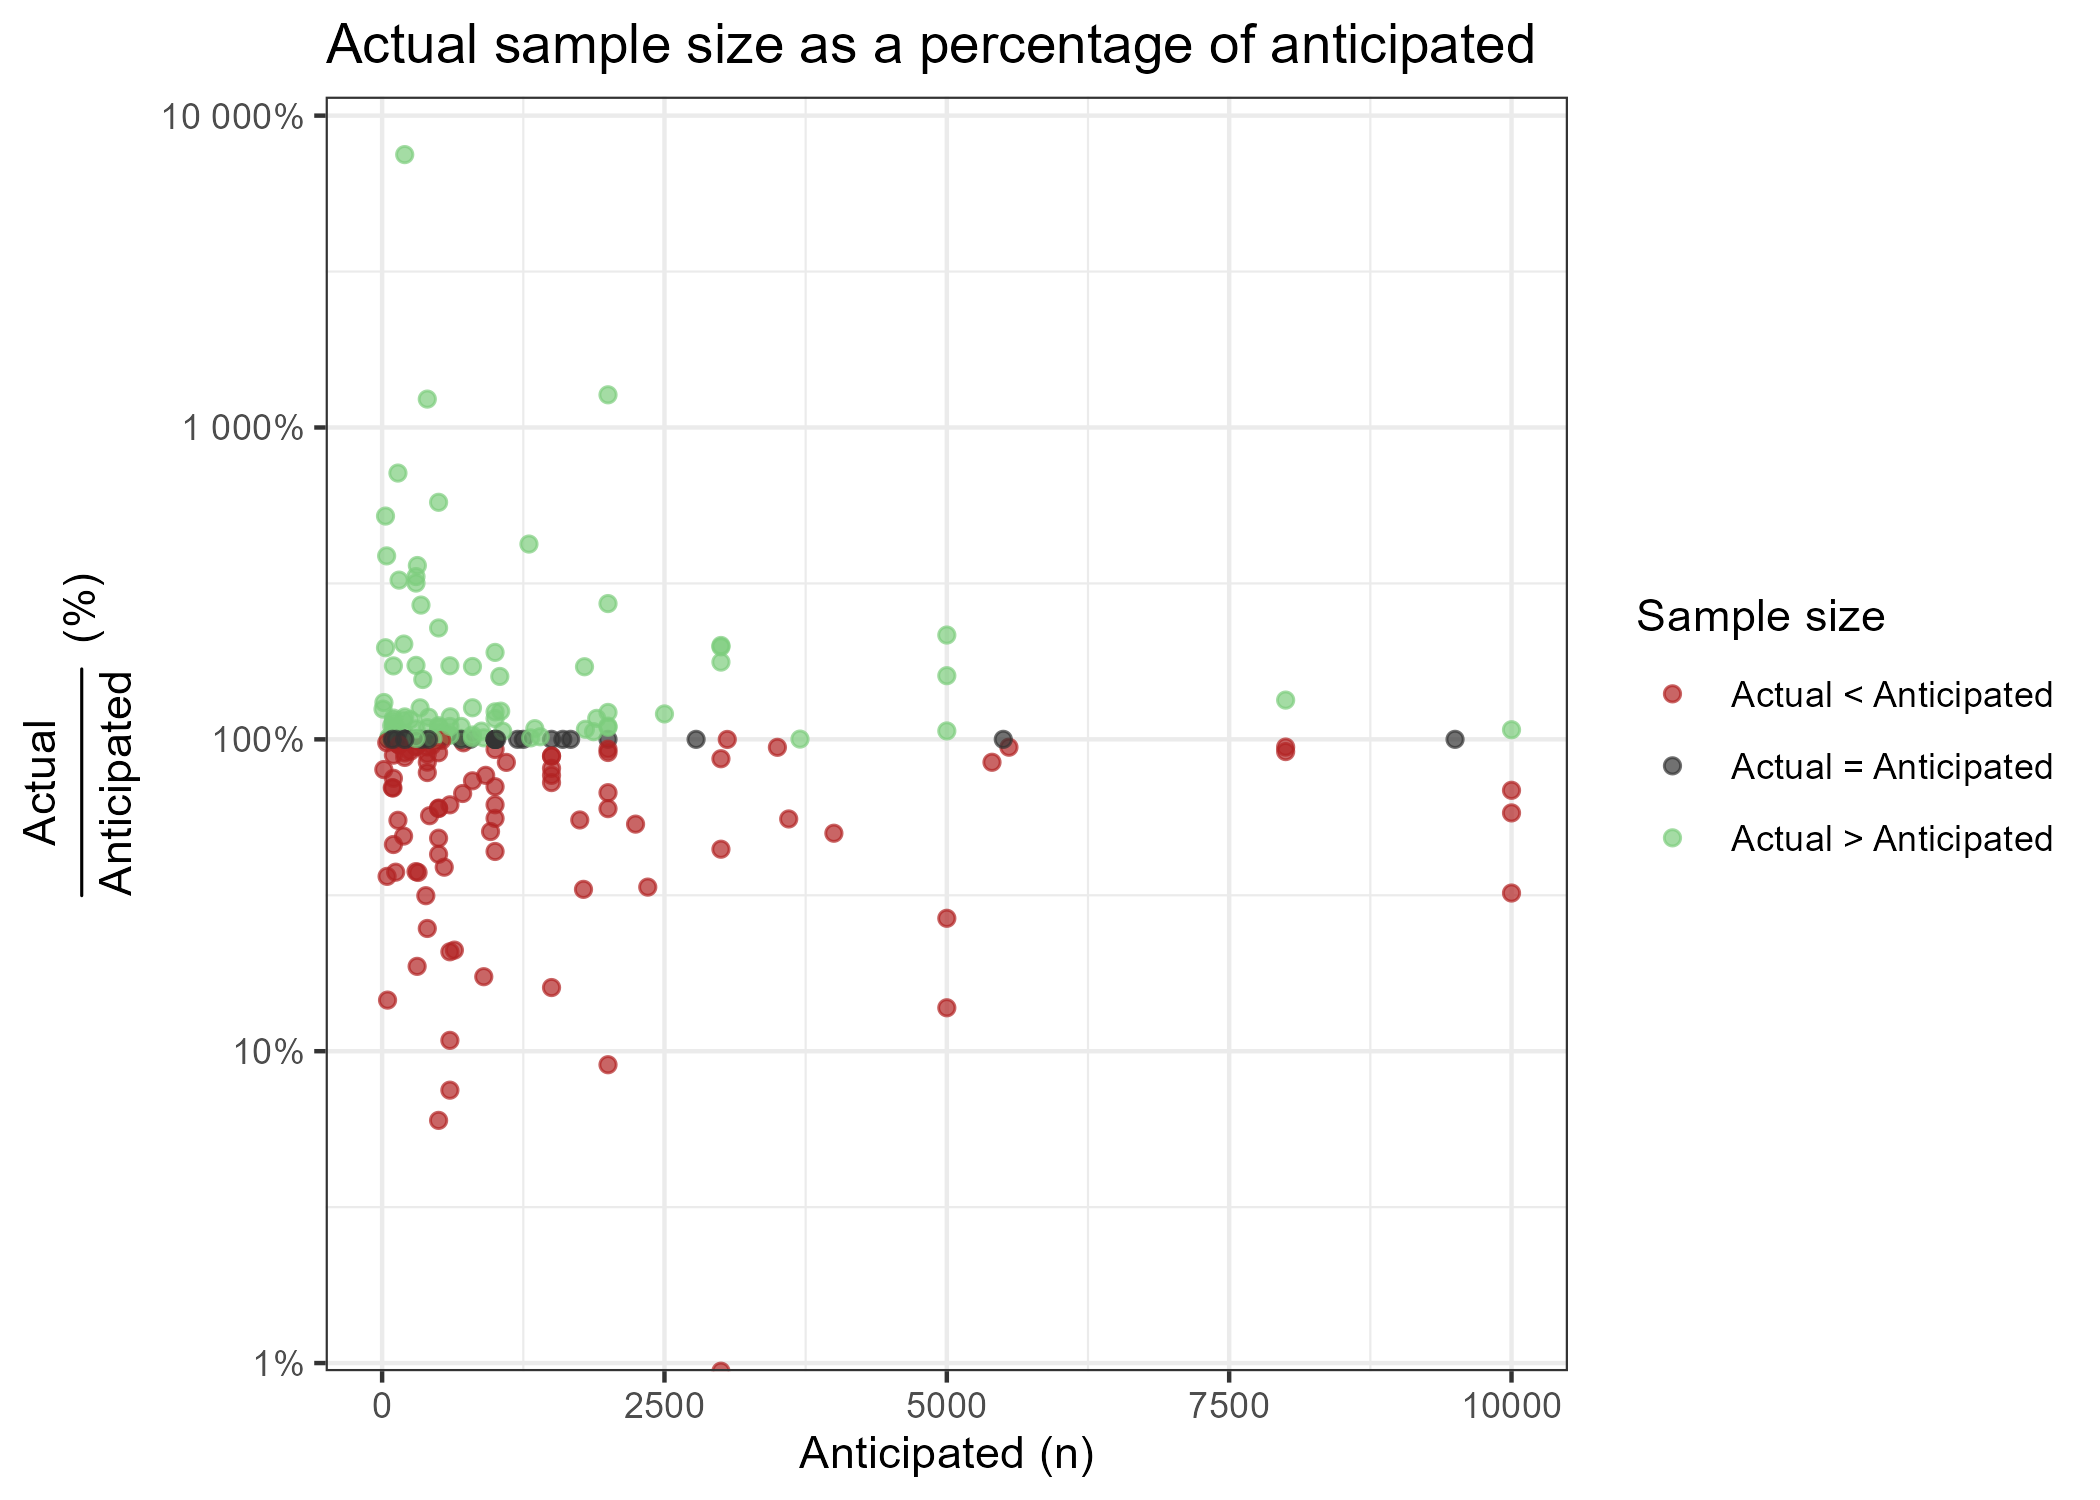 Actual sample size as a percentage of anticipated
10 000%
1 000%
100%
10%
1%
Actual
Anticipated
(%)
0
2500
5000
7500
10000
Anticipated (n)
Sample size
Actual < Anticipated
Actual = Anticipated
Actual > Anticipated